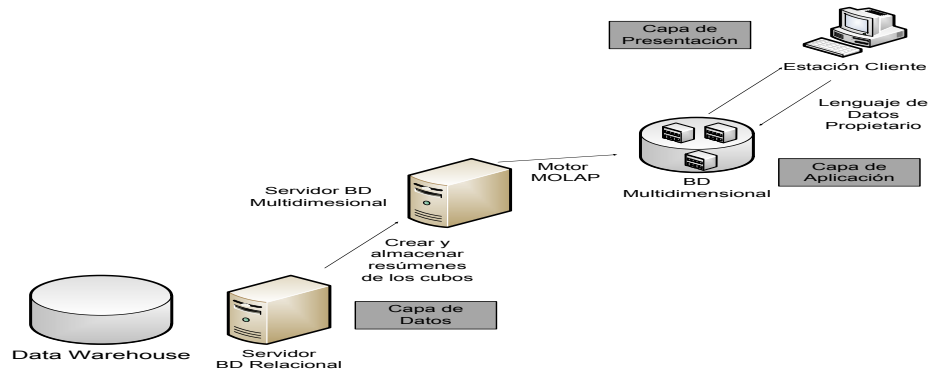 Capa de
Presentación
Estación Cliente
Lenguaje de
Datos
Propietario
Motor
MOLAP
BD
Multidimensional
Capa de
Aplicación
Servidor BD
Multidimesional
Crear y
almacenar
resúmenes
de los cubos
Capa de
Datos
Data Warehouse
Servidor
BD Relacional